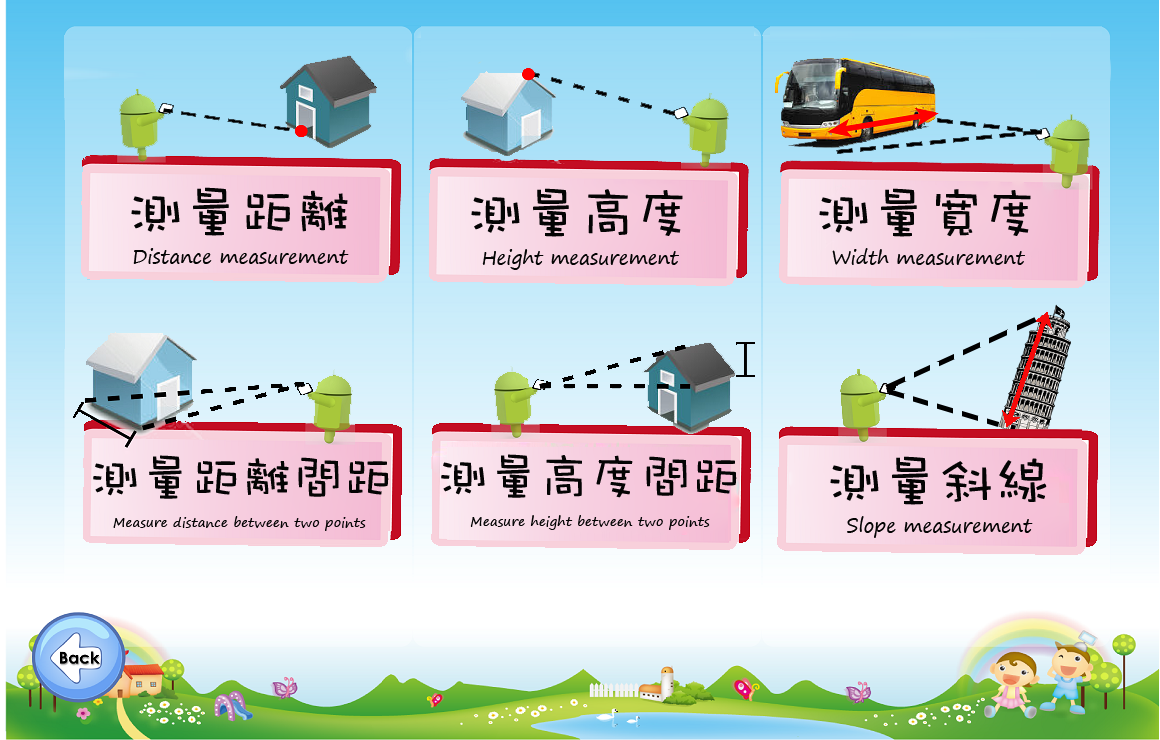 測量距離
Distance measurement
測量高度
Height measurement
測量寬度
Width measurement
測量距離間距
Measure distance between two points
測量高度間距
Measure height between two points
測量斜線
Slope measurement
Back